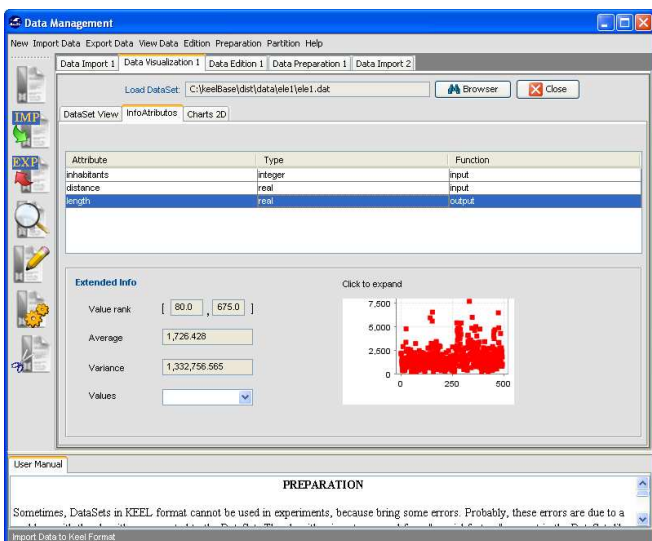 Data Management
New Import Data Export Data View Data Edition Preparation Partition Help
Data Import 1 Data Visualization 1 Data Edition 1 Data Preparation 1 Data Import 2
Load DataSet: C:\keelBase\dist\data\ele1\ele1.dat Browser Close
DataSet View InfoAtributos Charts 2D
IMP
EXP
Attribute Type Function
inhabitants integer input
distance real input
length real output
Extended Info
Click to expand
Value rank [ 80.0 , 675.0 ]
Average 1,726.428
Variance 1,332,756.565
Values
7,500
5,000
2,500
0
0 250 500
User Manual
PREPARATION
Sometimes, DataSets in KEEL format cannot be used in experiments, because bring some errors. Probably, these errors are due to a
Import Data to Keel Format